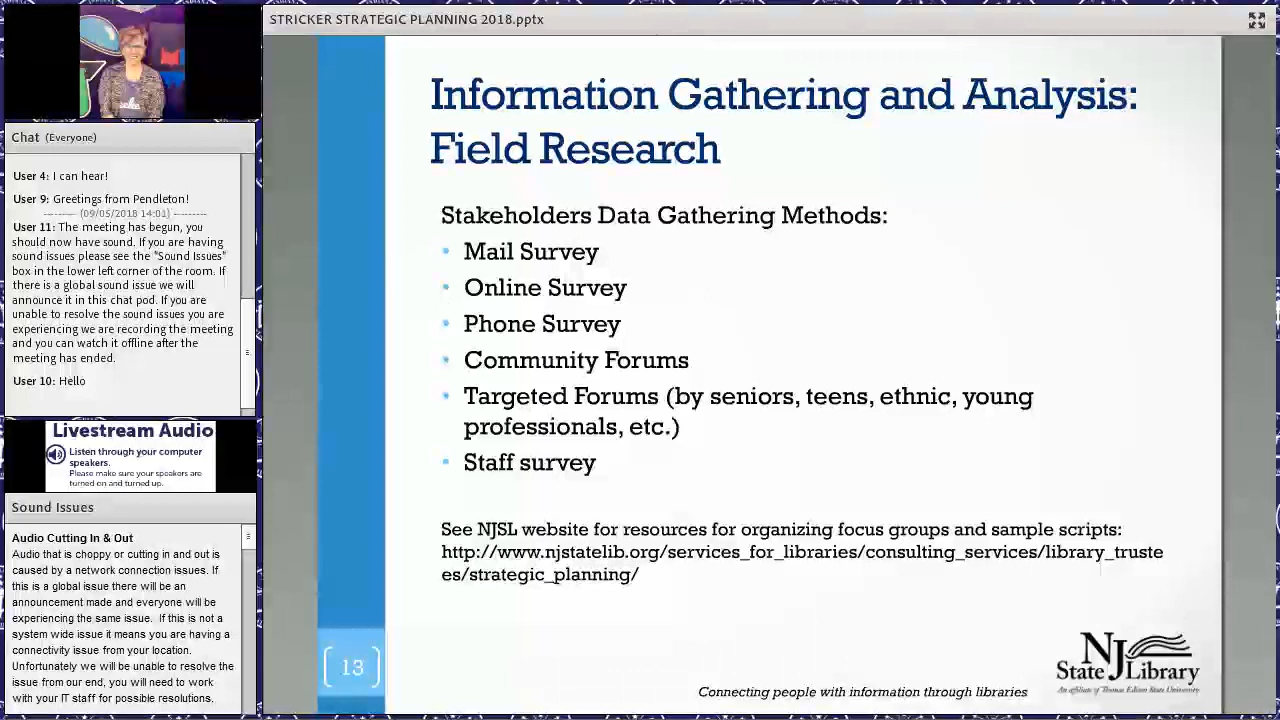 STRICKER STRATEGIC PLANNING 2018.pptx
Chat (Everyone)
User 4: I can hear!
User 9: Greetings from Pendleton!
---------- (09/05/2018 14:01) ---------
User 11: The meeting has begun, you
should now have sound. If you are having
sound issues please see the "Sound Isues"
box in the lower left corner of the room. If
there is a global sound issue we will
announce it in this chat pod. If you are
unable to resolve the sound issues you are
experiencing we are recording the meeting
and you can watch it offline after the
meeting has ended.
User 10: Hello
Livestream Audio
Listen through your computer
speakers.
Please make sure your speakers are
turned on and turned up.
Sound Issues
Audio Cutting In & Out
Audio that is choppy or cutting in and out is
caused by a network connection issues. If
this is a global issue there will be an
announcement made and everyone will be
experiencing the same issue.  If this is not a
system wide issue it means you are having a
connectivity issue from your location.
Unfortunately we will be unable to resolve the
issue from our end, you will need to work
with your IT staff for possible resolutions.
Information Gathering and Analysis:
Field Research
Stakeholders Data Gathering Methods:
• Mail Survey
• Online Survey
• Phone Survey
• Community Forums
• Targeted Forums (by seniors, teens, ethnic, young
professionals, etc.)
• Staff survey
See NJSL website for resources for organizing focus groups and sample scripts:
http://www.njstatelib.org/services_for_libraries/consulting_services/library_truste
es/strategic_planning/
[ 13 ]
Connecting people with information through libraries
NJ
State Library
An affiliate of Thomas Edison State University